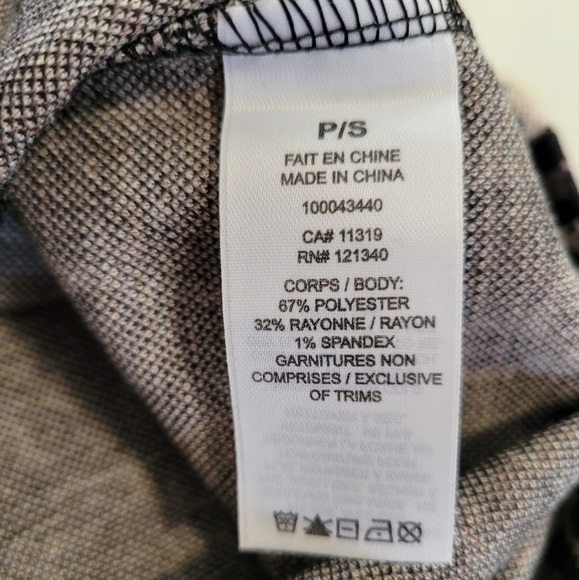 P/S
FAIT EN CHINE
MADE IN CHINA
100043440
CA# 11319
RN# 121340
CORPS / BODY:
67% POLYESTER
32% RAYONNE / RAYON
1% SPANDEX
GARNITURES NON
COMPRISES / EXCLUSIVE
OF TRIMS